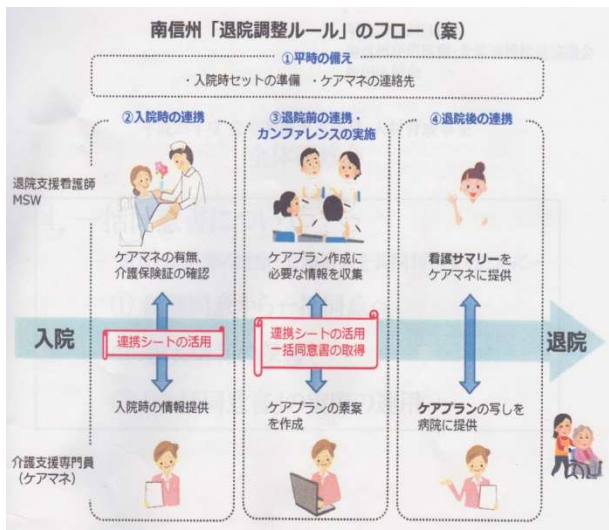 南信州「退院調整ルール」のフロー（案）
①平時の備え
・入院時セットの準備　・ケアマネの連絡先
②入院時の連携
③退院前の連携・
カンファレンスの実施
④退院後の連携
退院支援看護師
MSW
ケアマネの有無、
介護保険証の確認
ケアプラン作成に
必要な情報を収集
看護サマリーを
ケアマネに提供
入院
連携シートの活用
連携シートの活用
一括同意書の取得
退院
入院時の情報提供
ケアプランの素案
を作成
ケアプランの写しを
病院に提供
介護支援専門員
（ケアマネ）